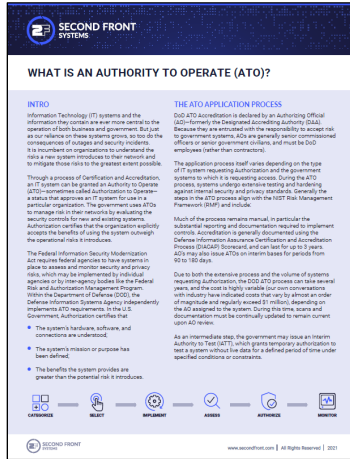 2F SECOND FRONT
SYSTEMS
WHAT IS AN AUTHORITY TO OPERATE (ATO)?
INTRO
Information Technology (IT) systems and the
information they contain are ever more central to the
operation of both business and government. But just
as our reliance on these systems grows, so too do the
consequences of outages and security incidents.
It is incumbent on organizations to understand the
risks a new system introduces to their network and
to mitigate those risks to the greatest extent possible.
Through a process of Certification and Accreditation,
an IT system can be granted an Authority to Operate
(ATO)—sometimes called Authorization to Operate—
a status that approves an IT system for use in a
particular organization. The government uses ATOs
to manage risk in their networks by evaluating the
security controls for new and existing systems.
Authorization certifies that the organization explicitly
accepts the benefits of using the system outweigh
the operational risks it introduces.
The Federal Information Security Modernization
Act requires federal agencies to have systems in
place to assess and monitor security and privacy
risks, which may be implemented by individual
agencies or by inter-agency bodies like the Federal
Risk and Authorization Management Program.
Within the Department of Defense (DOD), the
Defense Information Systems Agency independently
implements ATO requirements. In the U.S.
Government, Authorization certifies that
The system's hardware, software, and
connections are understood;
The system's mission or purpose has
been defined;
The benefits the system provides are
greater than the potential risk it introduces.
THE ATO APPLICATION PROCESS
DoD ATO Accreditation is declared by an Authorizing Official
(AO)—formerly the Designated Accrediting Authority (DAA).
Because they are entrusted with the responsibility to accept risk
to government systems, AOs are generally senior commissioned
officers or senior government civilians, and must be DoD
employees (rather than contractors).
The application process itself varies depending on the type
of IT system requesting Authorization and the government
systems to which it is requesting access. During the ATO
process, systems undergo extensive testing and hardening
against internal security and privacy standards. Generally the
steps in the ATO process align with the NIST Risk Management
Framework (RMF) and include.
Much of the process remains manual, in particular the
substantial reporting and documentation required to implement
controls. Accreditation is generally documented using the
Defense Information Assurance Certification and Accreditation
Process (DIACAP) Scorecard, and can last for up to 3 years.
AOs may also issue ATOs on interim bases for periods from
90 to 180 days.
Due to both the extensive process and the volume of systems
requesting Authorization, the DOD ATO process can take several
years, and the cost is highly variable (our own conversations
with industry have indicated costs that vary by almost an order
of magnitude and regularly exceed $1 million), depending on
the AO assigned to the system. During this time, scans and
documentation must be continually updated to remain current
upon AO review.
As an intermediate step, the government may issue an Interim
Authority to Test (IATT), which grants temporary authorization to
test a system without live data for a defined period of time under
specified conditions or constraints.
CATEGORIZE SELECT IMPLEMENT ASSESS AUTHORIZE MONITOR
2F SECOND FRONT
SYSTEMS
www.secondfront.com | All Rights Reserved | 2021